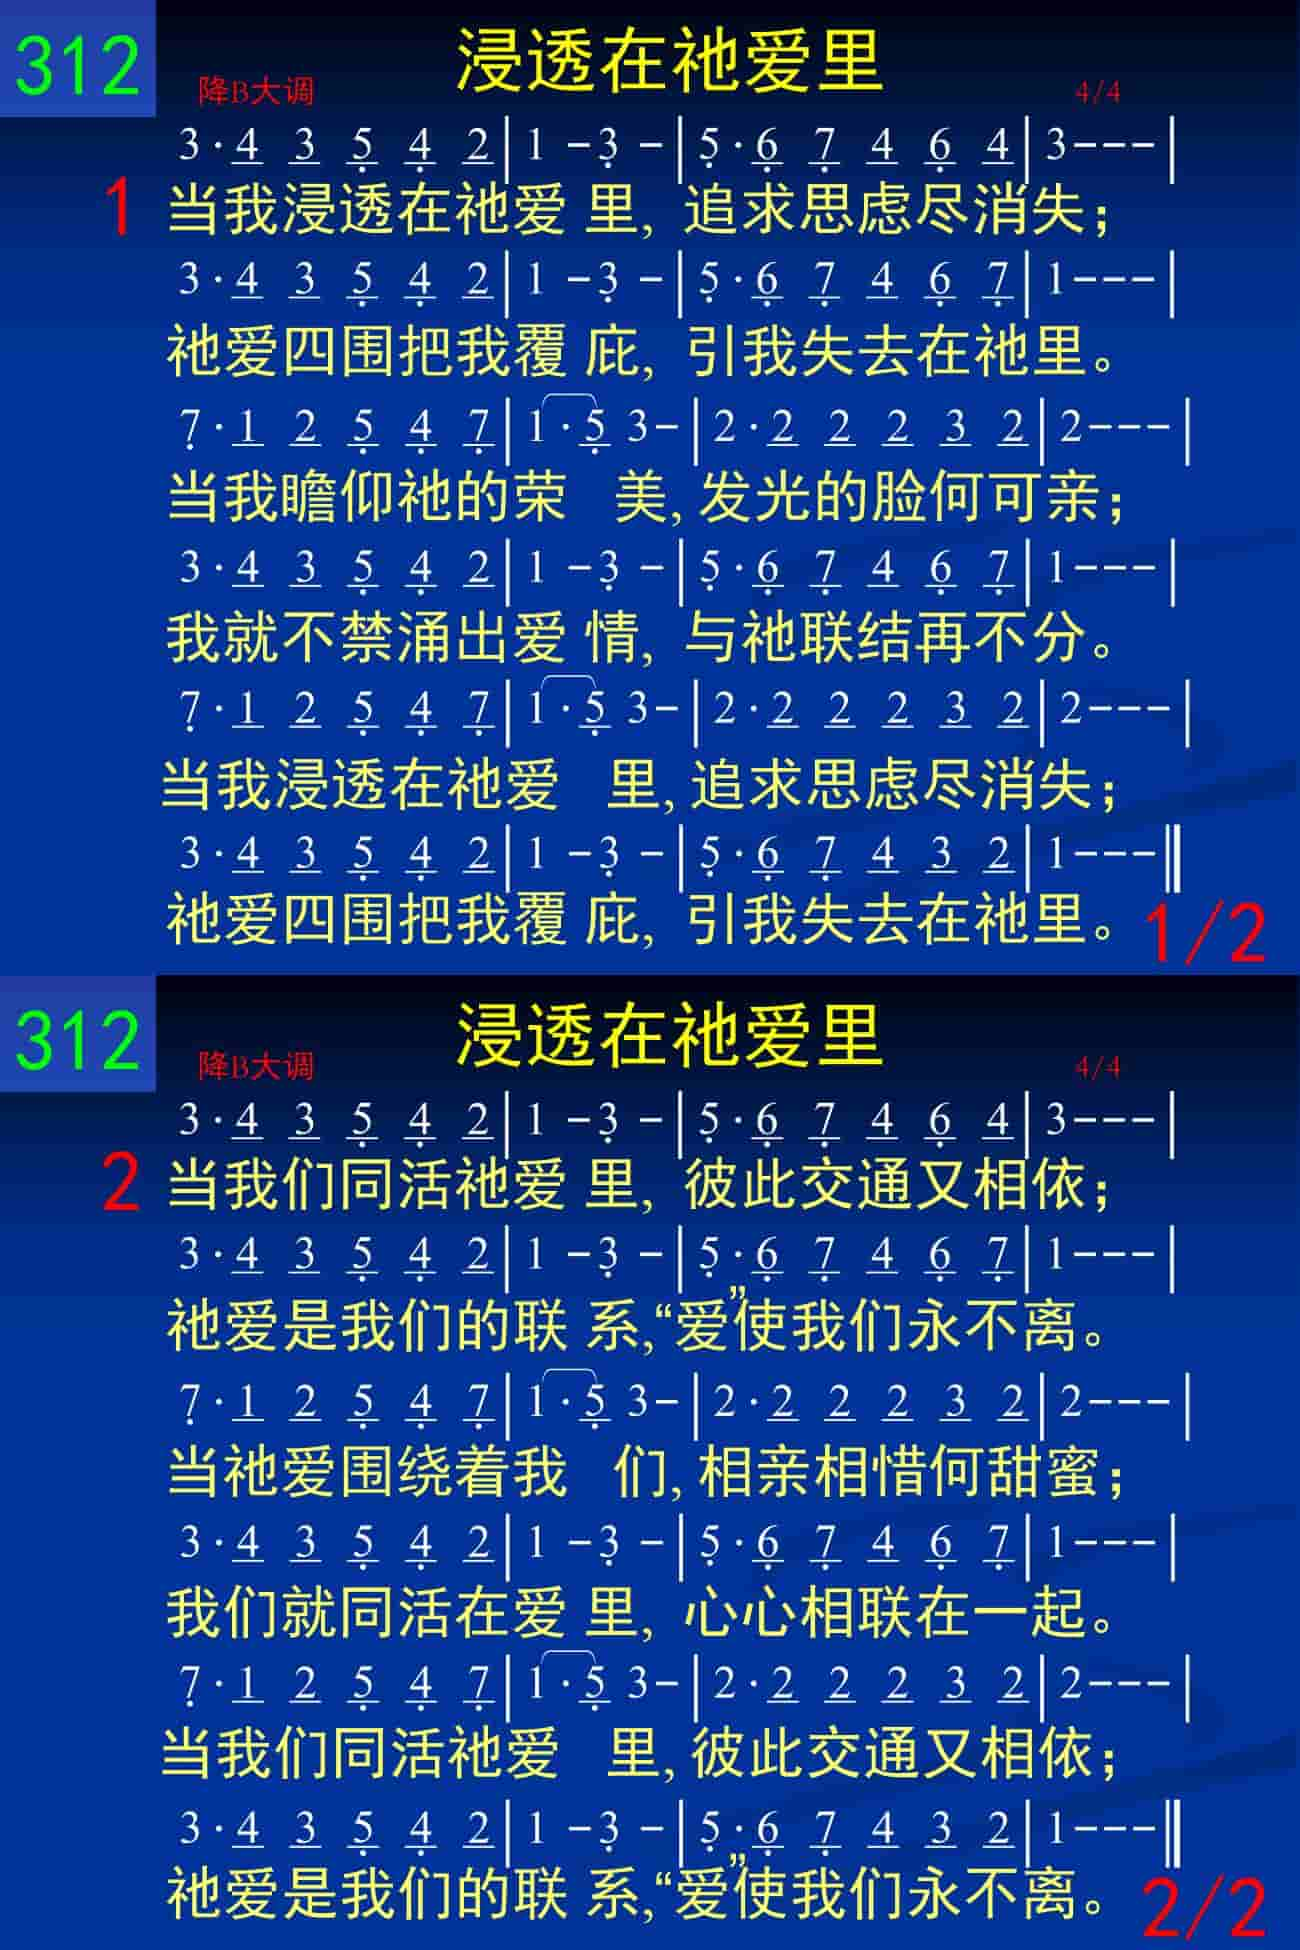 312
浸透在祂爱里
降B大调 4/4
3·4 3 5 4 2|1 -3 -|5·6 7 4 6 4|3---|
1 当我浸透在祂爱 里, 追求思虑尽消失;
3·4 3 5 4 2|1 -3 -|5·6 7 4 6 7|1---|
祂爱四围把我覆 庇, 引我失去在祂里。
7·1 2 5 4 7|1·5 3-|2·2 2 2 3 2|2---|
当我瞻仰祂的荣 美, 发光的脸何可亲;
3·4 3 5 4 2|1 -3 -|5·6 7 4 6 7|1---|
我就不禁涌出爱 情, 与祂联结再不分。
7·1 2 5 4 7|1·5 3-|2·2 2 2 3 2|2---|
当我浸透在祂爱 里, 追求思虑尽消失;
3·4 3 5 4 2|1 -3 -|5·6 7 4 3 2|1---‖
祂爱四围把我覆 庇, 引我失去在祂里。
1/2
312
浸透在祂爱里
降B大调 4/4
3·4 3 5 4 2|1 -3 -|5·6 7 4 6 4|3---|
2 当我们同活祂爱 里, 彼此交通又相依;
3·4 3 5 4 2|1 -3 -|5·6 7 4 6 7|1---|
祂爱是我们的联 系,“爱”使我们永不离。
7·1 2 5 4 7|1·5 3-|2·2 2 2 3 2|2---|
当祂爱围绕着我 们, 相亲相惜何甜蜜;
3·4 3 5 4 2|1 -3 -|5·6 7 4 6 7|1---|
我们就同活在爱 里, 心心相联在一起。
7·1 2 5 4 7|1·5 3-|2·2 2 2 3 2|2---|
当我们同活祂爱 里, 彼此交通又相依;
3·4 3 5 4 2|1 -3 -|5·6 7 4 3 2|1---‖
祂爱是我们的联 系,“爱”使我们永不离。
2/2